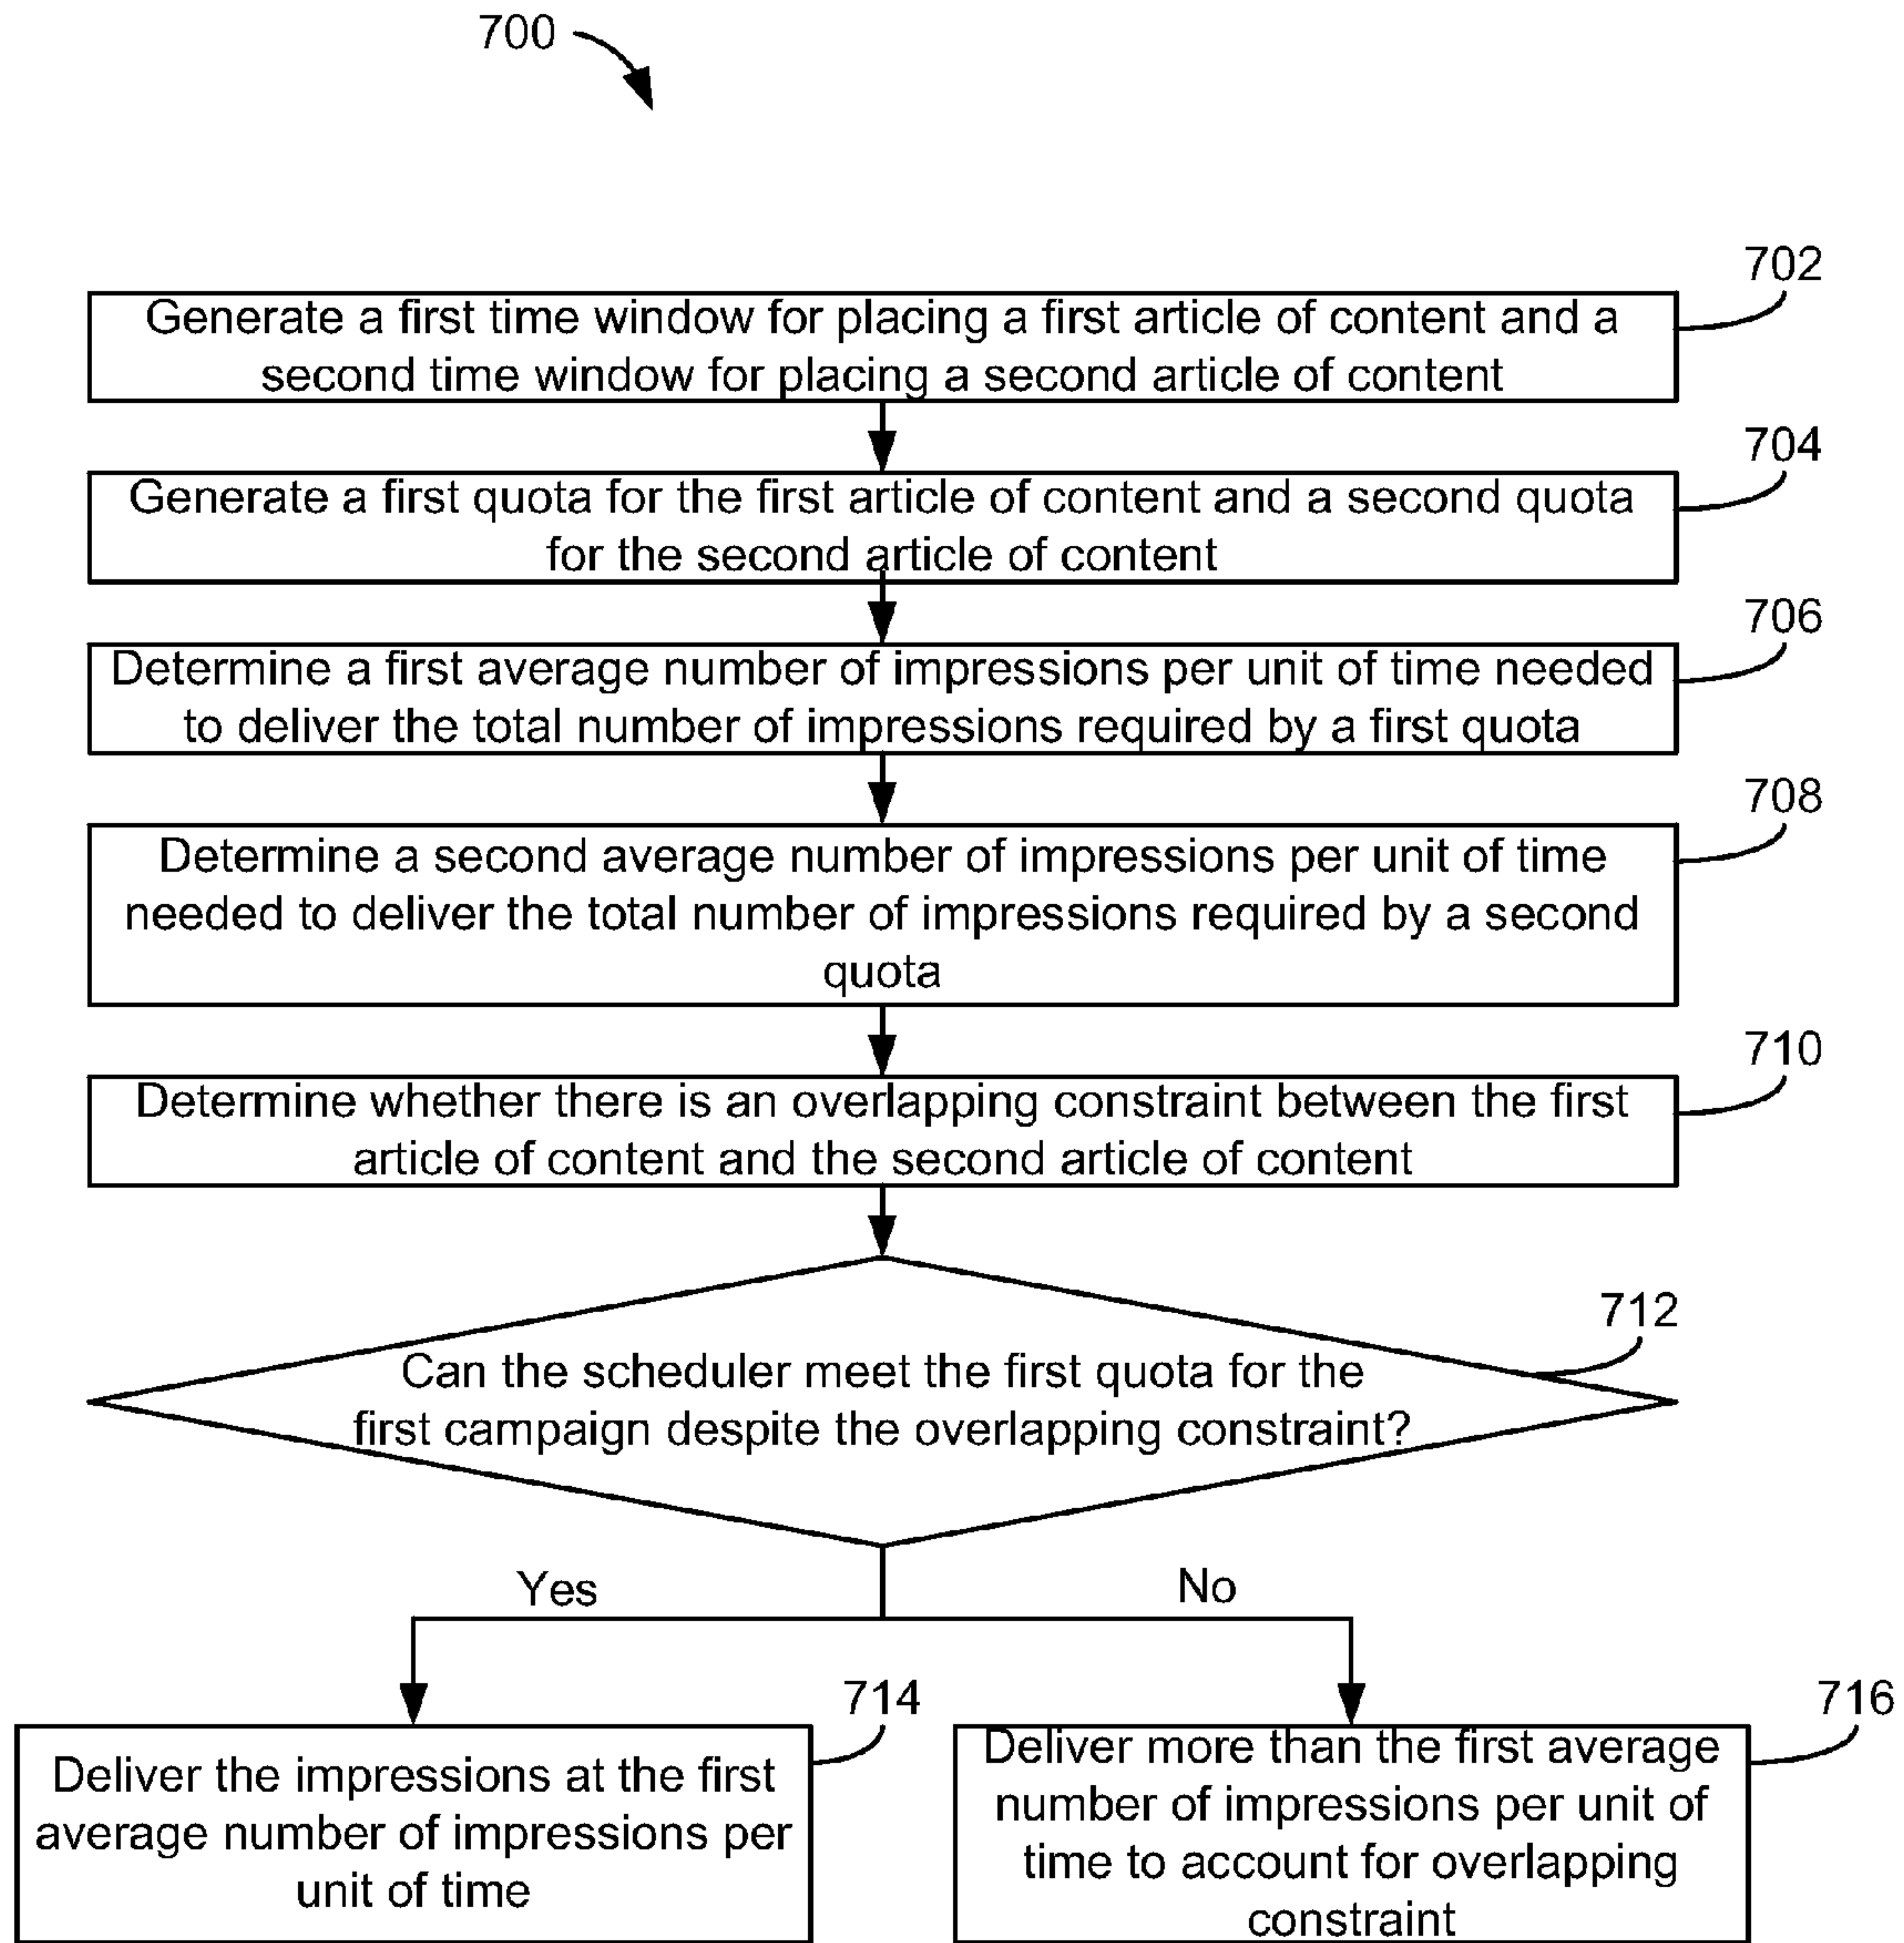 700
702
Generate a first time window for placing a first article of content and a
second time window for placing a second article of content
704
Generate a first quota for the first article of content and a second quota
for the second article of content
706
Determine a first average number of impressions per unit of time needed
to deliver the total number of impressions required by a first quota
708
Determine a second average number of impressions per unit of time
needed to deliver the total number of impressions required by a second
quota
710
Determine whether there is an overlapping constraint between the first
article of content and the second article of content
712
Can the scheduler meet the first quota for the
first campaign despite the overlapping constraint?
Yes
No
714
Deliver the impressions at the first
average number of impressions per
unit of time
716
Deliver more than the first average
number of impressions per unit of
time to account for overlapping
constraint